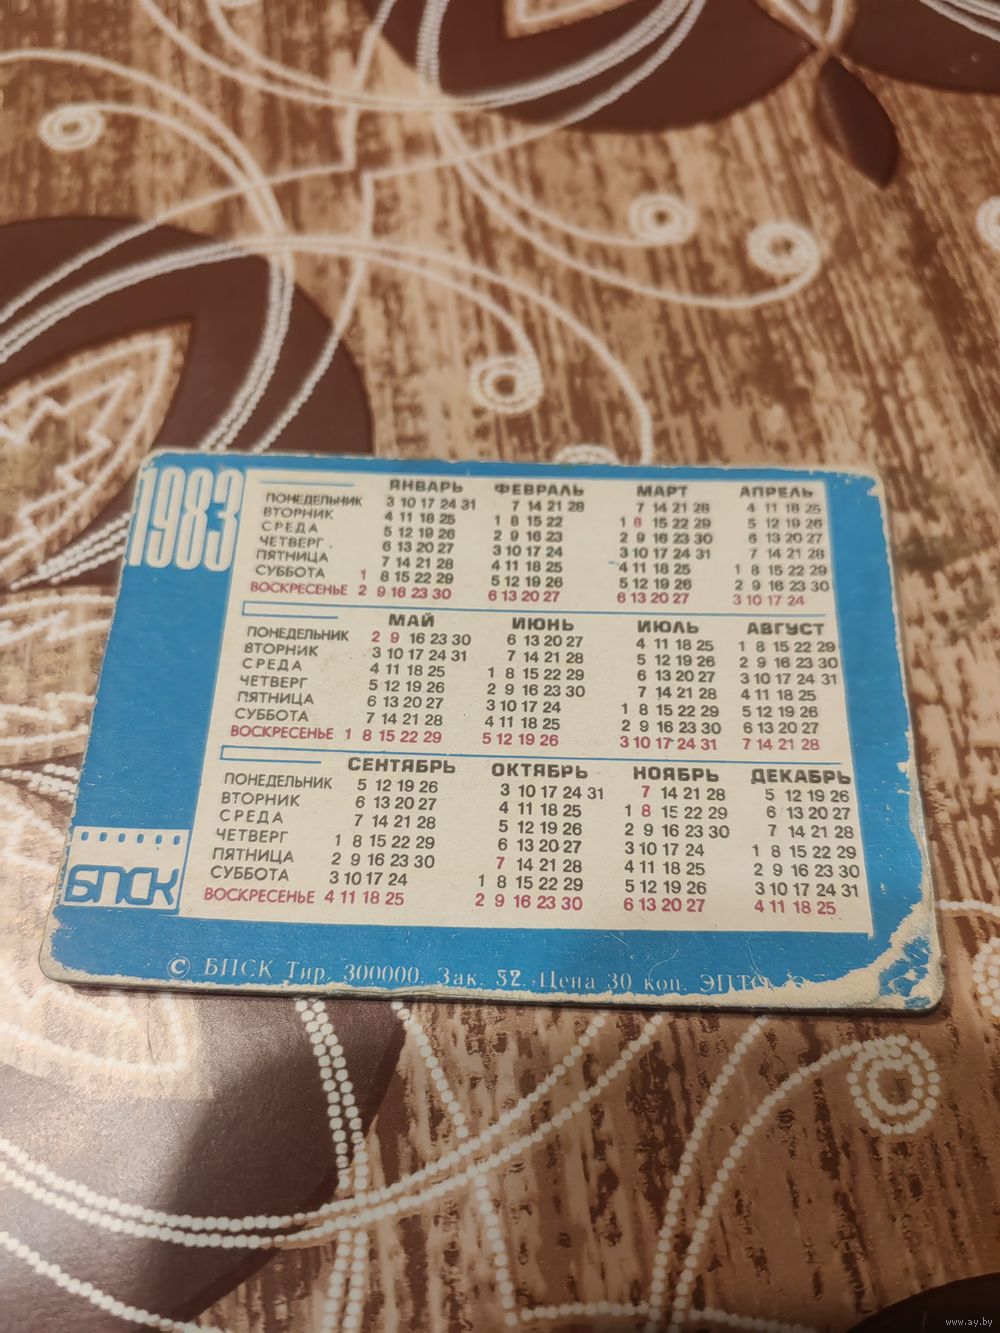 1983
ЯНВАРЬ ФЕВРАЛЬ МАРТ АПРЕЛЬ
ПОНЕДЕЛЬНИК 3 10 17 24 31 7 14 21 28 7 14 21 28 4 11 18 25
ВТОРНИК 4 11 18 25 1 8 15 22 1 8 15 22 29 5 12 19 26
СРЕДА 5 12 19 26 2 9 16 23 2 9 16 23 30 6 13 20 27
ЧЕТВЕРГ 6 13 20 27 3 10 17 24 3 10 17 24 31 7 14 21 28
ПЯТНИЦА 7 14 21 28 4 11 18 25 4 11 18 25 1 8 15 22 29
СУББОТА 1 8 15 22 29 5 12 19 26 5 12 19 26 2 9 16 23 30
ВОСКРЕСЕНЬЕ 2 9 16 23 30 6 13 20 27 6 13 20 27 3 10 17 24
МАЙ ИЮНЬ ИЮЛЬ АВГУСТ
ПОНЕДЕЛЬНИК 2 9 16 23 30 6 13 20 27 4 11 18 25 1 8 15 22 29
ВТОРНИК 3 10 17 24 31 7 14 21 28 5 12 19 26 2 9 16 23 30
СРЕДА 4 11 18 25 1 8 15 22 29 6 13 20 27 3 10 17 24 31
ЧЕТВЕРГ 5 12 19 26 2 9 16 23 30 7 14 21 28 4 11 18 25
ПЯТНИЦА 6 13 20 27 3 10 17 24 1 8 15 22 29 5 12 19 26
СУББОТА 7 14 21 28 4 11 18 25 2 9 16 23 30 6 13 20 27
ВОСКРЕСЕНЬЕ 1 8 15 22 29 5 12 19 26 3 10 17 24 31 7 14 21 28
СЕНТЯБРЬ ОКТЯБРЬ НОЯБРЬ ДЕКАБРЬ
ПОНЕДЕЛЬНИК 5 12 19 26 3 10 17 24 31 7 14 21 28 5 12 19 26
ВТОРНИК 6 13 20 27 4 11 18 25 1 8 15 22 29 6 13 20 27
СРЕДА 7 14 21 28 5 12 19 26 2 9 16 23 30 7 14 21 28
ЧЕТВЕРГ 1 8 15 22 29 6 13 20 27 3 10 17 24 1 8 15 22 29
ПЯТНИЦА 2 9 16 23 30 7 14 21 28 4 11 18 25 2 9 16 23 30
СУББОТА 3 10 17 24 1 8 15 22 29 5 12 19 26 3 10 17 24 31
ВОСКРЕСЕНЬЕ 4 11 18 25 2 9 16 23 30 6 13 20 27 4 11 18 25
БПСК
© БПСК Тир. 300000. Зак. 52. Цена 30 коп.
www.ay.by